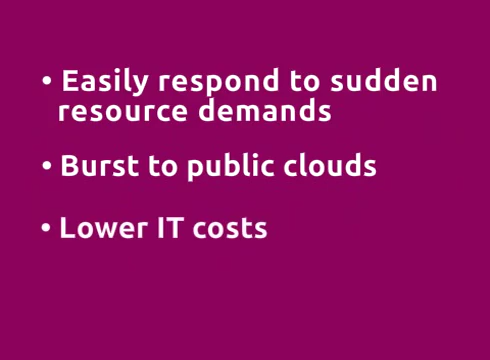 • Easily respond to sudden
resource demands
• Burst to public clouds
• Lower IT costs